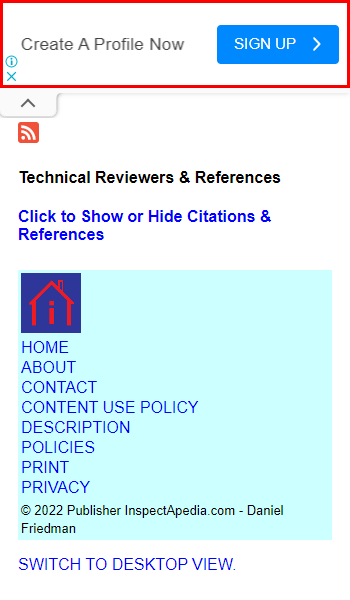 Create A Profile Now
SIGN UP
Technical Reviewers & References
Click to Show or Hide Citations &
References
HOME
ABOUT
CONTACT
CONTENT USE POLICY
DESCRIPTION
POLICIES
PRINT
PRIVACY
© 2022 Publisher InspectApedia.com - Daniel
Friedman
SWITCH TO DESKTOP VIEW.